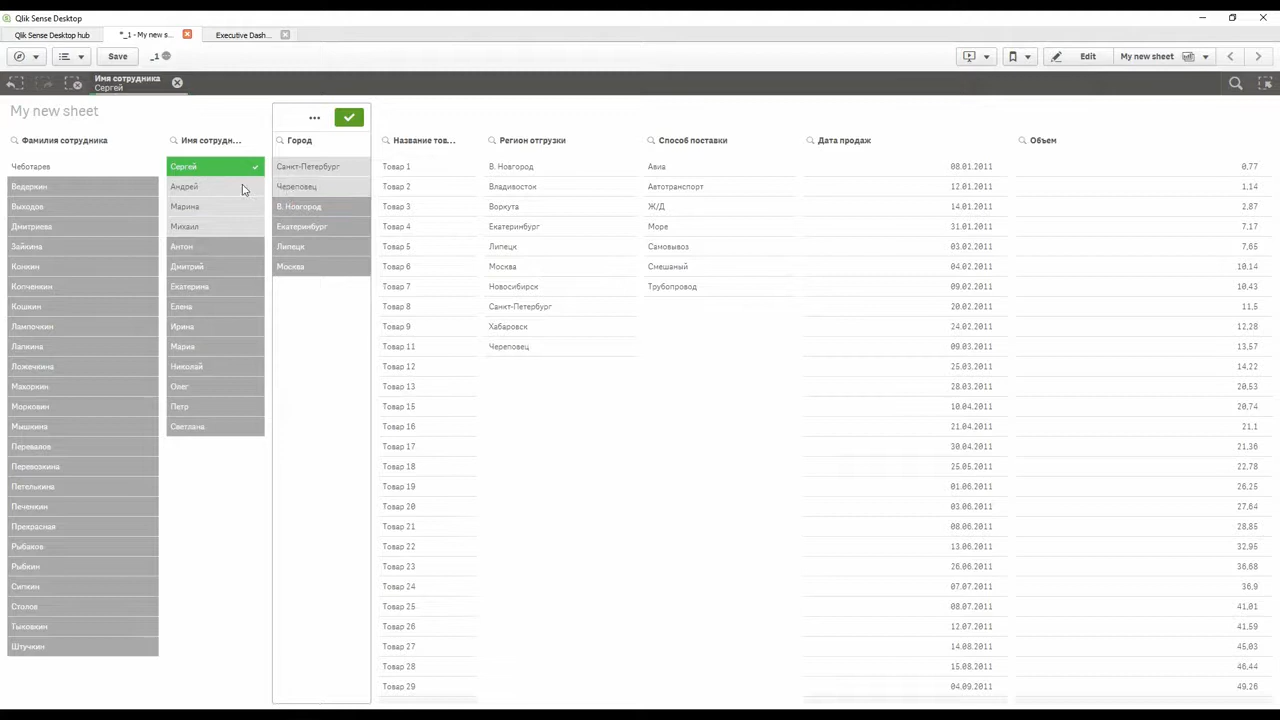 Qlik Sense Desktop
Qlik Sense Desktop hub
*_1 - My new s...
Executive Dash...
Save
_1
Edit
My new sheet
Имя сотрудника
Сергей
My new sheet
Фамилия сотрудника
Чеботарев
Ведеркин
Выходов
Дмитриева
Зайкина
Конкин
Копченкин
Кошкин
Лампочкин
Лапкина
Ложечкина
Махоркин
Морковин
Мышкина
Перевалов
Перевозкина
Петелькина
Печенкин
Прекрасная
Рыбаков
Рыбкин
Сипкин
Столов
Тыковкин
Штучкин
Имя сотрудн...
Сергей
Андрей
Марина
Михаил
Антон
Дмитрий
Екатерина
Елена
Ирина
Мария
Николай
Олег
Петр
Светлана
Город
Санкт-Петербург
Череповец
В. Новгород
Екатеринбург
Липецк
Москва
Название тов...
Товар 1
Товар 2
Товар 3
Товар 4
Товар 5
Товар 6
Товар 7
Товар 8
Товар 9
Товар 11
Товар 12
Товар 13
Товар 15
Товар 16
Товар 17
Товар 18
Товар 19
Товар 20
Товар 21
Товар 22
Товар 23
Товар 24
Товар 25
Товар 26
Товар 27
Товар 28
Товар 29
Регион отгрузки
В. Новгород
Владивосток
Воркута
Екатеринбург
Липецк
Москва
Новосибирск
Санкт-Петербург
Хабаровск
Череповец
Способ поставки
Авиа
Автотранспорт
Ж/Д
Море
Самовывоз
Смешаный
Трубопровод
Дата продаж
08.01.2011
12.01.2011
14.01.2011
31.01.2011
03.02.2011
04.02.2011
09.02.2011
20.02.2011
24.02.2011
09.03.2011
25.03.2011
28.03.2011
10.04.2011
21.04.2011
30.04.2011
25.05.2011
01.06.2011
03.06.2011
08.06.2011
13.06.2011
26.06.2011
07.07.2011
08.07.2011
12.07.2011
14.08.2011
15.08.2011
04.09.2011
Объем
0,77
1,14
2,87
7,17
7,65
10,14
10,43
11,5
12,28
13,57
14,22
20,53
20,74
21,1
21,36
22,78
26,25
27,64
28,85
32,95
36,68
36,9
41,01
41,59
45,03
46,44
49,26